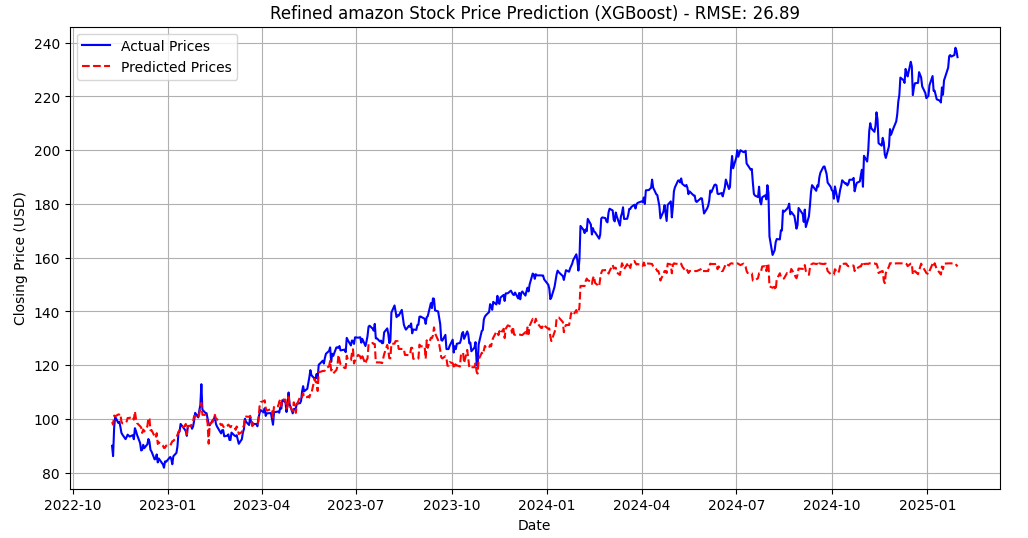 Refined amazon Stock Price Prediction (XGBoost) - RMSE: 26.89
Actual Prices
Predicted Prices
Closing Price (USD)
240
220
200
180
160
140
120
100
80
2022-10 2023-01 2023-04 2023-07 2023-10 2024-01 2024-04 2024-07 2024-10 2025-01
Date